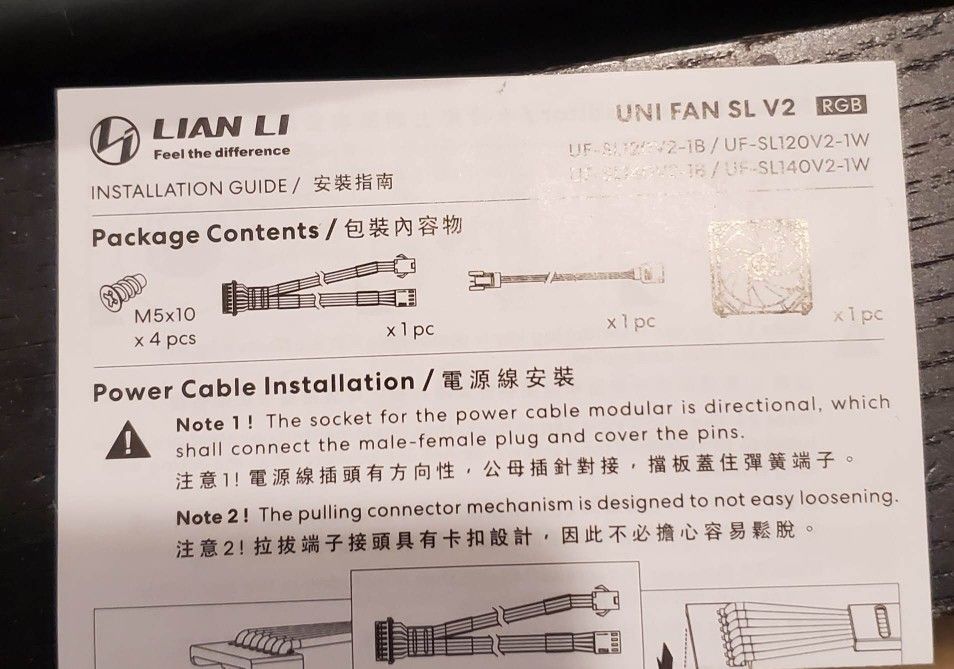 LIAN LI
Feel the difference
UNI FAN SL V2 RGB
UF-SL120V2-1B / UF-SL120V2-1W
UF-SL140V2-1B / UF-SL140V2-1W
INSTALLATION GUIDE / 安裝指南
Package Contents / 包裝內容物
M5x10
x 4 pcs
x 1 pc
x 1 pc
x 1 pc
Power Cable Installation / 電源線安裝
Note 1! The socket for the power cable modular is directional, which
shall connect the male-female plug and cover the pins.
注意1! 電源線插頭有方向性,公母插針對接,擋板蓋住彈簧端子。
Note 2! The pulling connector mechanism is designed to not easy loosening.
注意2! 拉拔端子接頭具有卡扣設計,因此不必擔心容易鬆脫。